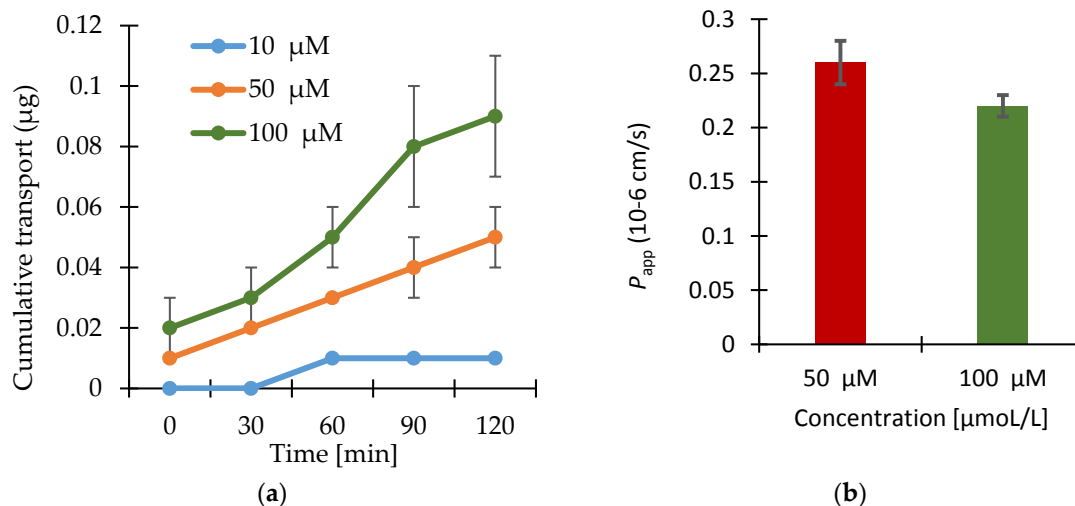 Cumulative transport (µg)
0.12
0.1
0.08
0.06
0.04
0.02
0
10 µM
50 µM
100 µM
0 30 60 90 120
Time [min]
(a)
Papp (10-6 cm/s)
0.3
0.25
0.2
0.15
0.1
0.05
0
50 µM 100 µM
Concentration [µmoL/L]
(b)